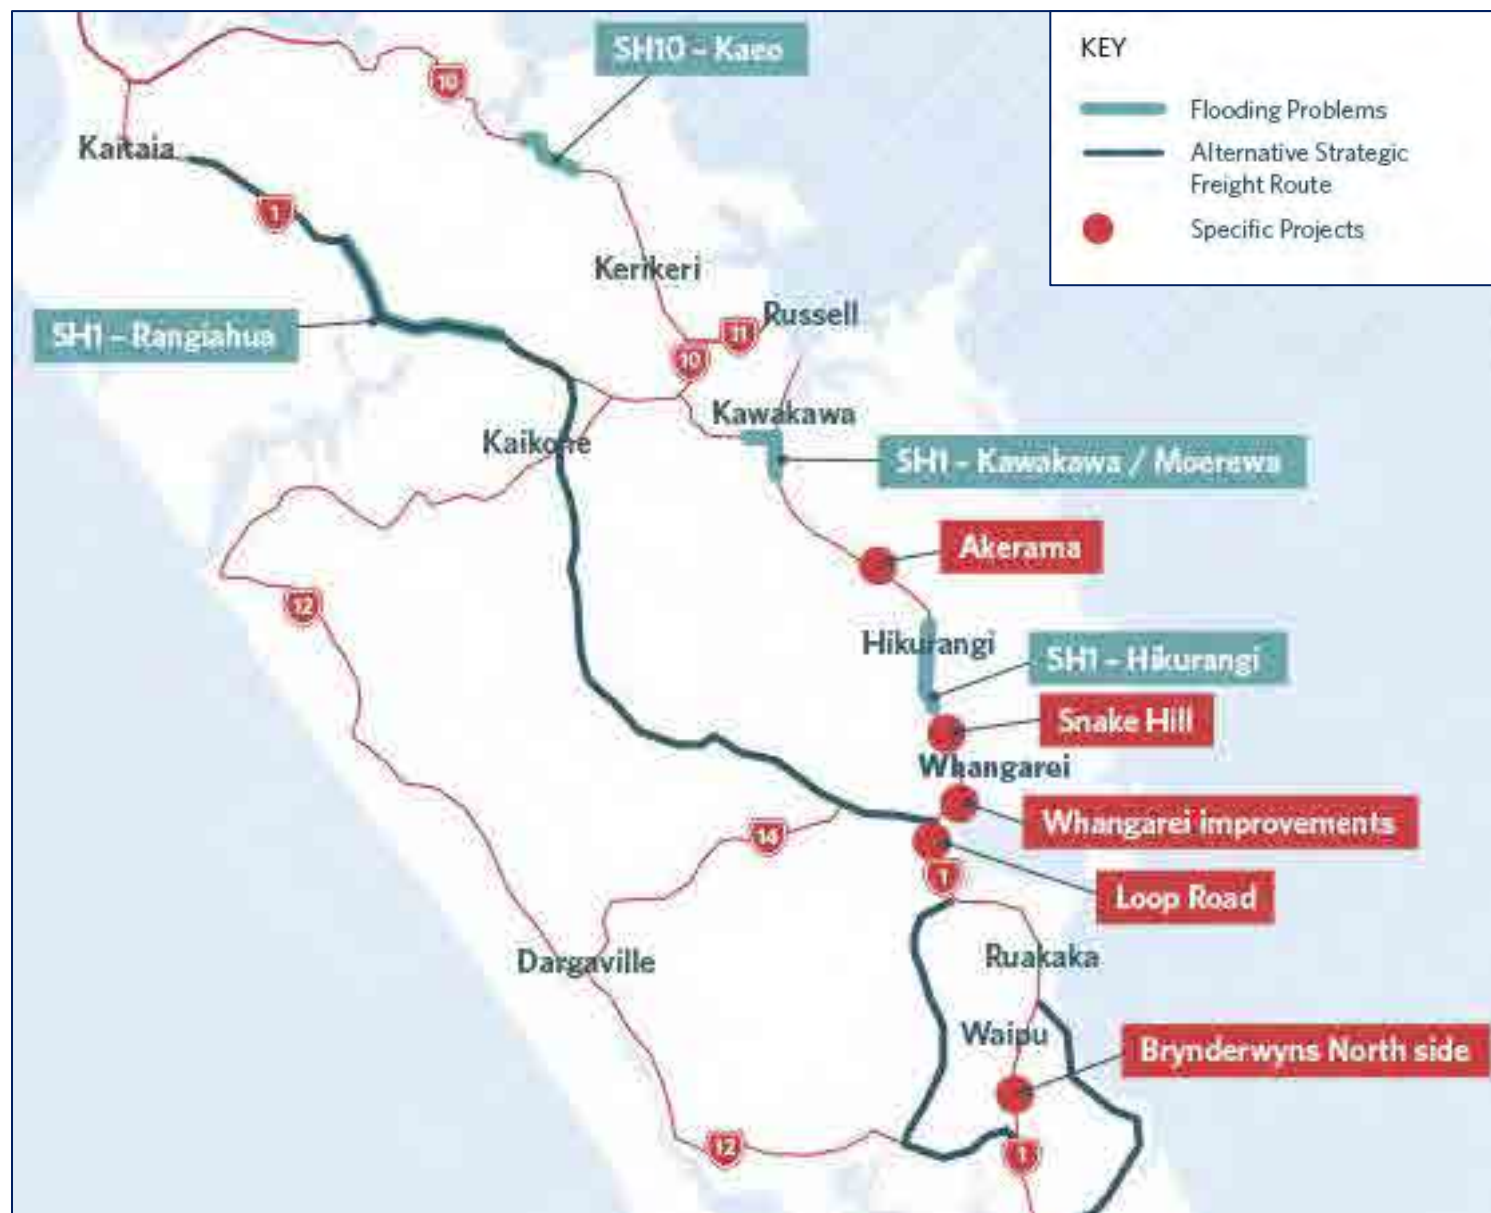 KEY
Flooding Problems
Alternative Strategic
Freight Route
Specific Projects
SH10 – Kaeo
10
Kaitaia
1
Kerikeri
Russell
11
10
SH1 – Rangiahua
Kawakawa
Kaikohe
SH1 – Kawakawa / Moerewa
Akerama
12
Hikurangi
SH1 – Hikurangi
Snake Hill
Whangarei
Whangarei improvements
14
1
Loop Road
Dargaville
Ruakaka
Waipu
Brynderwyns North side
12
1